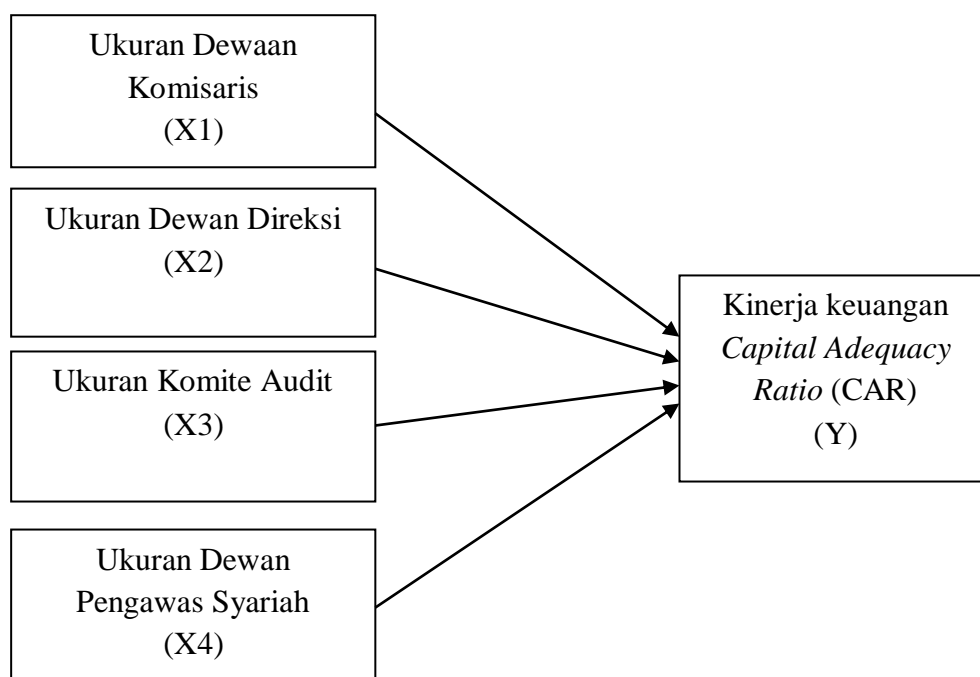 Ukuran Dewaan
Komisaris
(X1)
Ukuran Dewan Direksi
(X2)
Ukuran Komite Audit
(X3)
Ukuran Dewan
Pengawas Syariah
(X4)
Kinerja keuangan
Capital Adequacy
Ratio (CAR)
(Y)